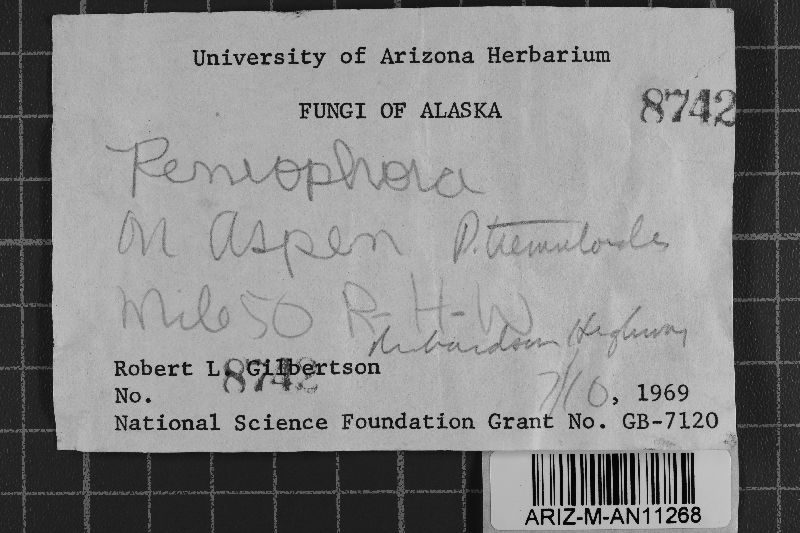 University of Arizona Herbarium
FUNGI OF ALASKA
8742
Peniophora
on Aspen P. tremuloides
Mile 50 R-H-W
Richardson Highway
Robert L. Gilbertson
No. 8742
7/10, 1969
National Science Foundation Grant No. GB-7120
ARIZ-M-AN11268